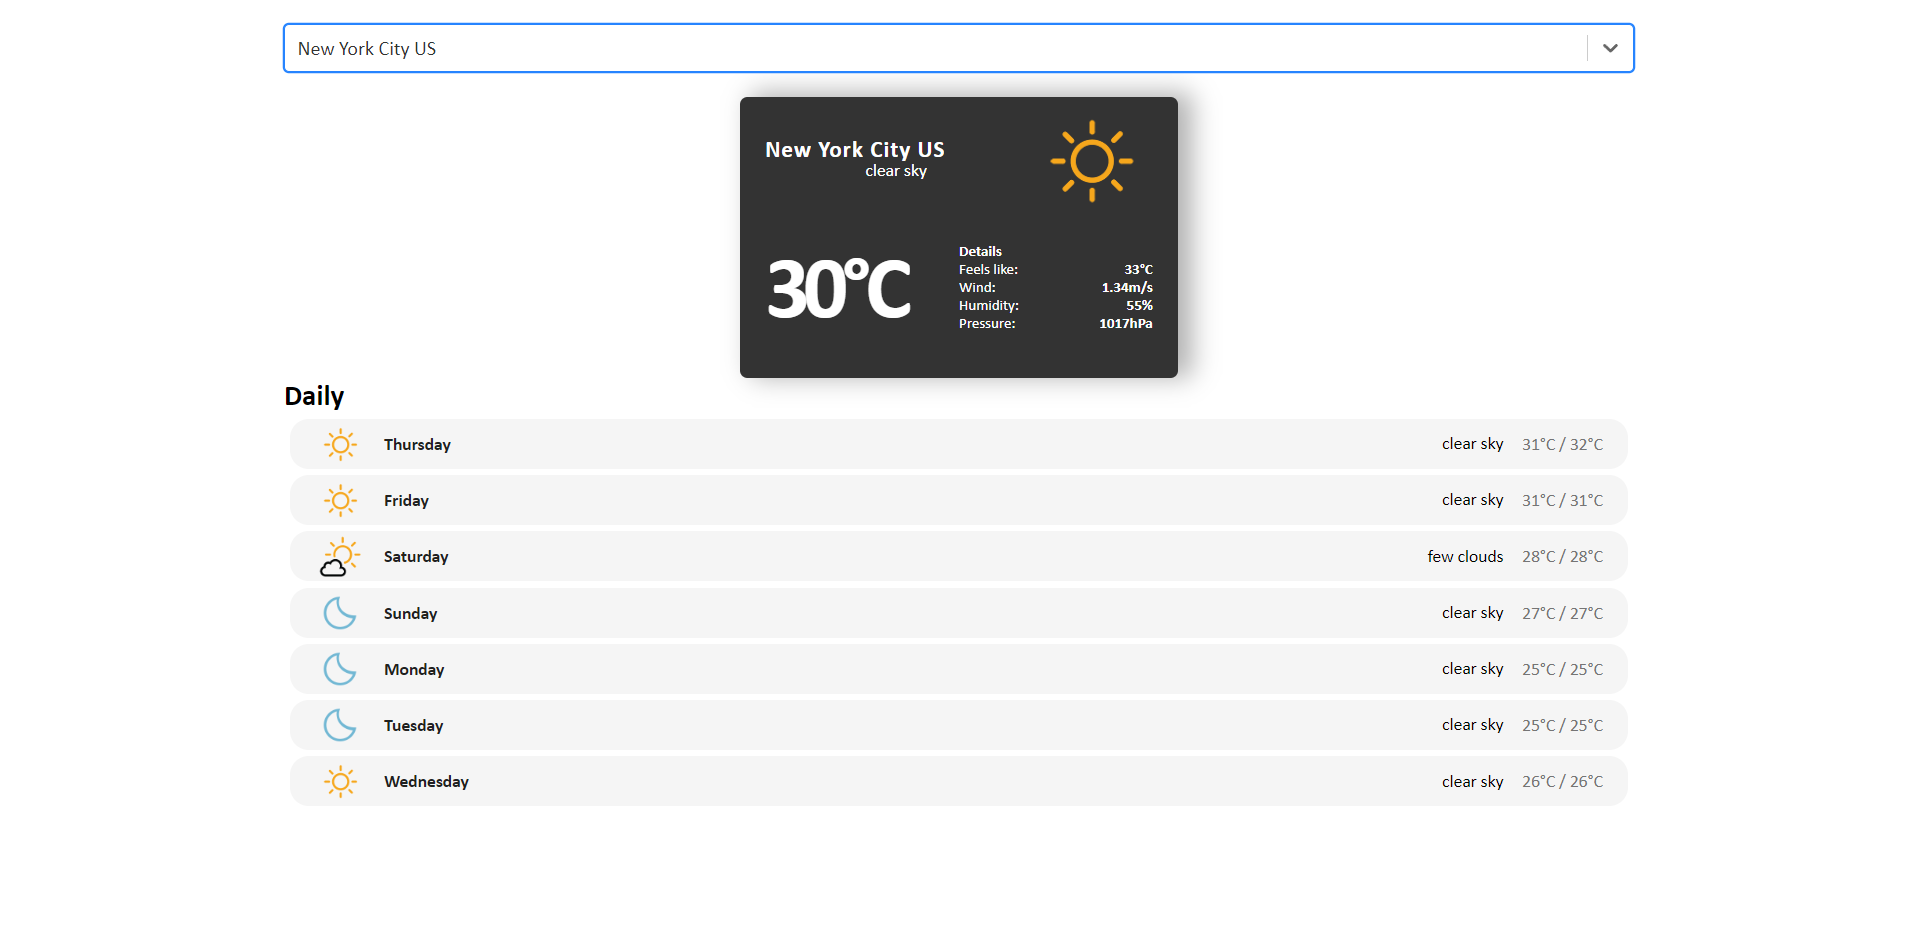 New York City US
New York City US
clear sky
30°C
Details
Feels like: 33°C
Wind: 1.34m/s
Humidity: 55%
Pressure: 1017hPa
Daily
Thursday clear sky 31°C / 32°C
Friday clear sky 31°C / 31°C
Saturday few clouds 28°C / 28°C
Sunday clear sky 27°C / 27°C
Monday clear sky 25°C / 25°C
Tuesday clear sky 25°C / 25°C
Wednesday clear sky 26°C / 26°C